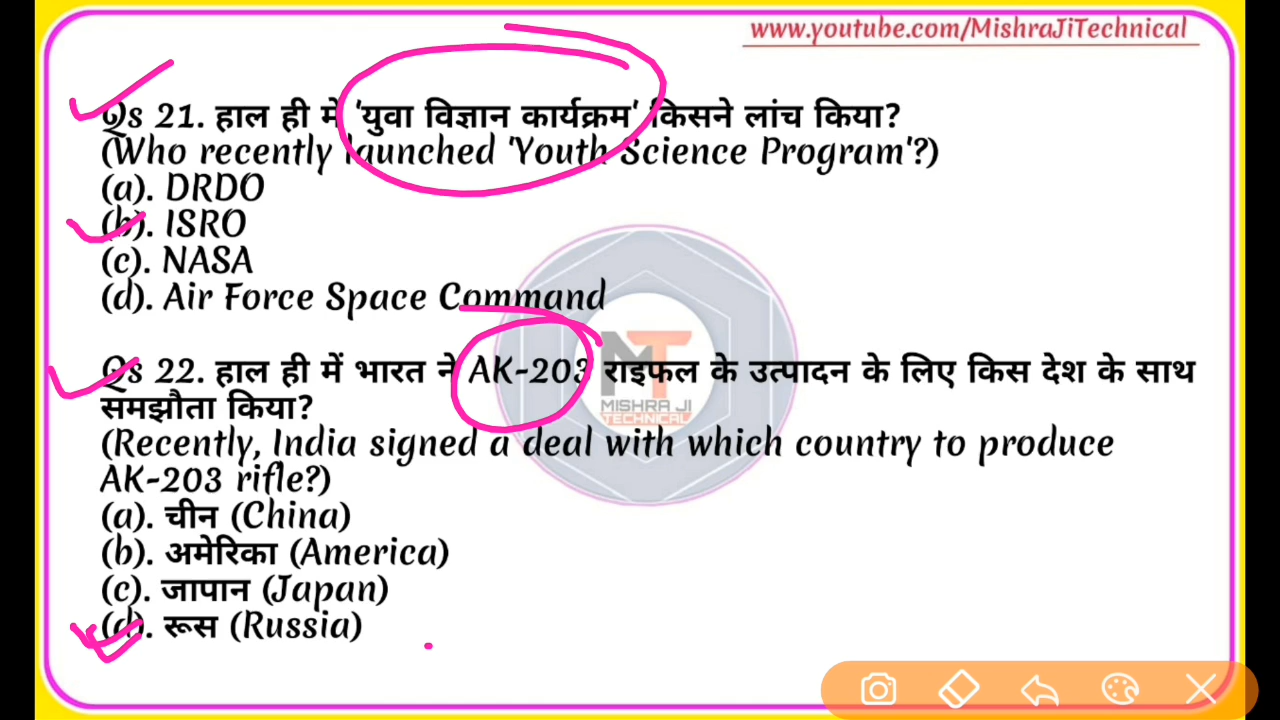 www.youtube.com/MishraJiTechnical
Qs 21. हाल ही में 'युवा विज्ञान कार्यक्रम' किसने लांच किया?
(Who recently launched 'Youth Science Program'?)
(a). DRDO
(b). ISRO
(c). NASA
(d). Air Force Space Command
Qs 22. हाल ही में भारत ने AK-203 राइफल के उत्पादन के लिए किस देश के साथ
समझौता किया?
(Recently, India signed a deal with which country to produce
AK-203 rifle?)
(a). चीन (China)
(b). अमेरिका (America)
(c). जापान (Japan)
(d). रूस (Russia)
MT
MISHRA JI
TECHNICAL